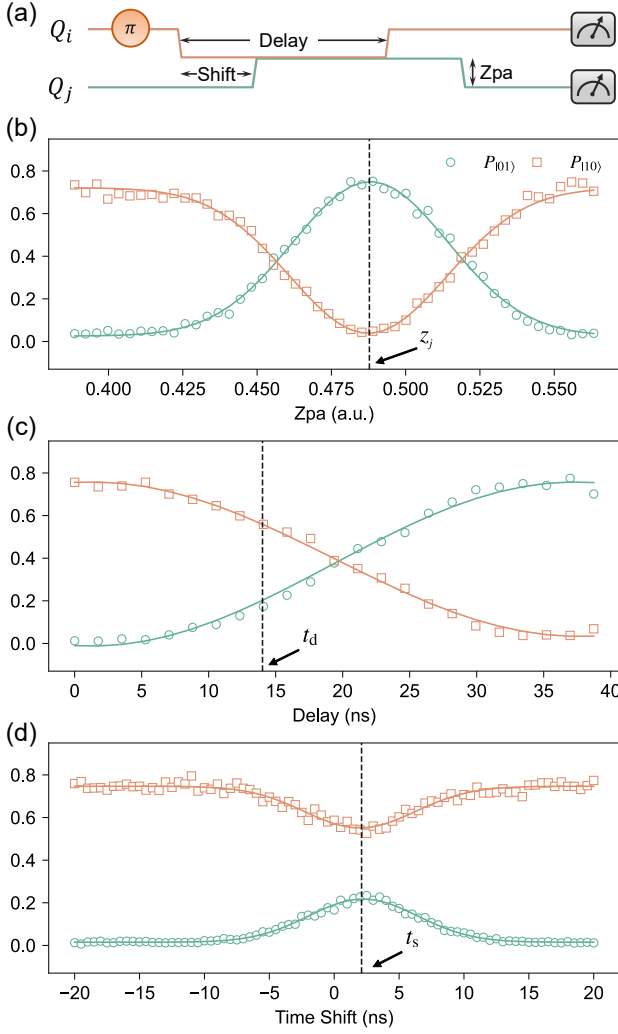 (a)
Q_i π Delay
Shift Zpa
Q_j
(b)
P_|01⟩ P_|10⟩
0.8
0.6
0.4
0.2
0.0
z_j
0.400 0.425 0.450 0.475 0.500 0.525 0.550
Zpa (a.u.)
(c)
0.8
0.6
0.4
0.2
0.0
t_d
0 5 10 15 20 25 30 35 40
Delay (ns)
(d)
0.8
0.6
0.4
0.2
0.0
t_s
−20 −15 −10 −5 0 5 10 15 20
Time Shift (ns)